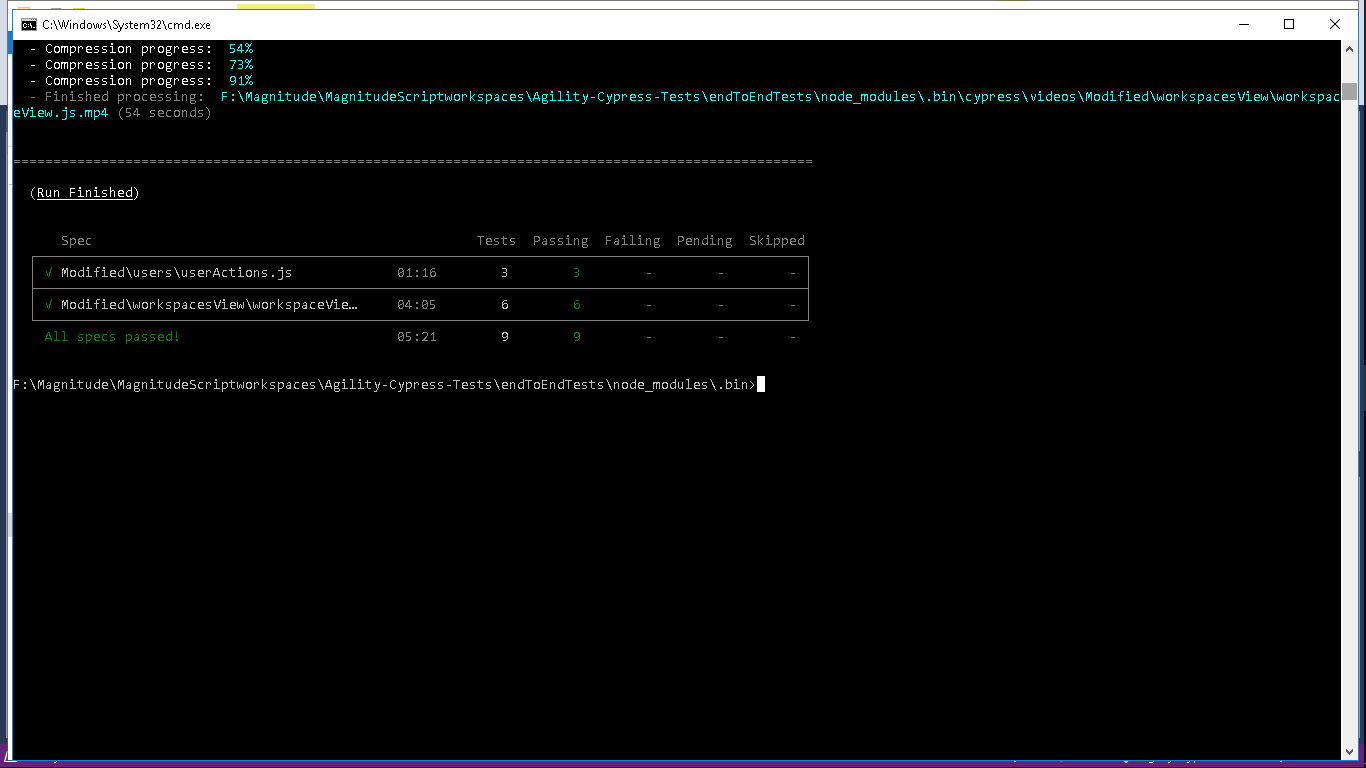 C:\Windows\System32\cmd.exe
- Compression progress:  54%
- Compression progress:  73%
- Compression progress:  91%
- Finished processing:  F:\Magnitude\MagnitudeScriptworkspaces\Agility-Cypress-Tests\endToEndTests\node_modules\.bin\cypress\videos\Modified\workspacesView\workspac
eView.js.mp4 (54 seconds)
====================================================================================================
(Run Finished)
Spec Tests Passing Failing Pending Skipped
√ Modified\users\userActions.js 01:16 3 3 - - -
√ Modified\workspacesView\workspaceVie… 04:05 6 6 - - -
All specs passed! 05:21 9 9 - - -
F:\Magnitude\MagnitudeScriptworkspaces\Agility-Cypress-Tests\endToEndTests\node_modules\.bin>